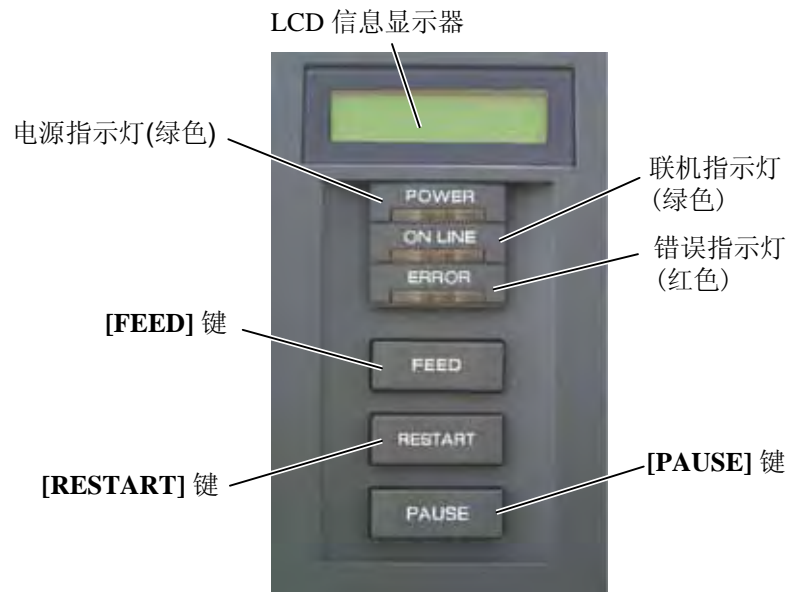 LCD 信息显示器
电源指示灯(绿色)
POWER
联机指示灯
（绿色）
ON LINE
错误指示灯
（红色）
ERROR
[FEED] 键
FEED
RESTART
[RESTART] 键
[PAUSE] 键
PAUSE